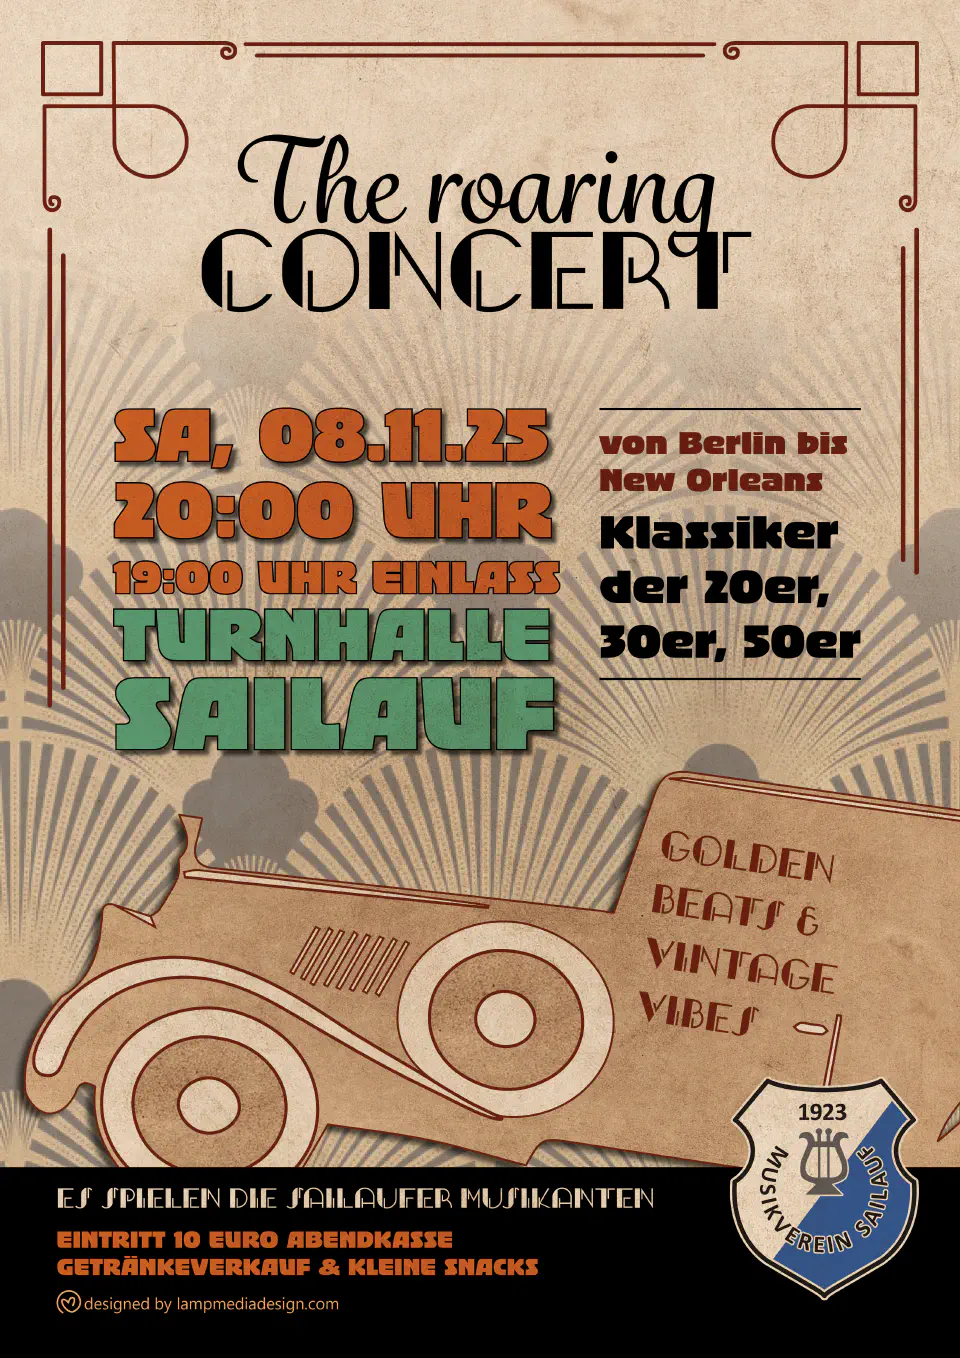 The roaring
CONCERT
SA, 08.11.25
20:00 UHR
19:00 UHR EINLASS
TURNHALLE
SAILAUF
von Berlin bis
New Orleans
Klassiker
der 20er,
30er, 50er
GOLDEN
BEATS &
VINTAGE
VIBES
1923
MUSIKVEREIN SAILAUF
ES SPIELEN DIE SAILAUFER MUSIKANTEN
EINTRITT 10 EURO ABENDKASSE
GETRÄNKEVERKAUF & KLEINE SNACKS
designed by lampmediadesign.com